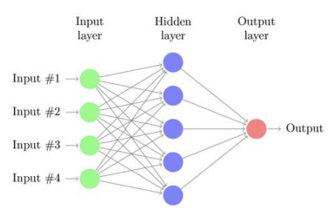 Input layer
Hidden layer
Output layer
Input #1
Input #2
Input #3
Input #4
Output